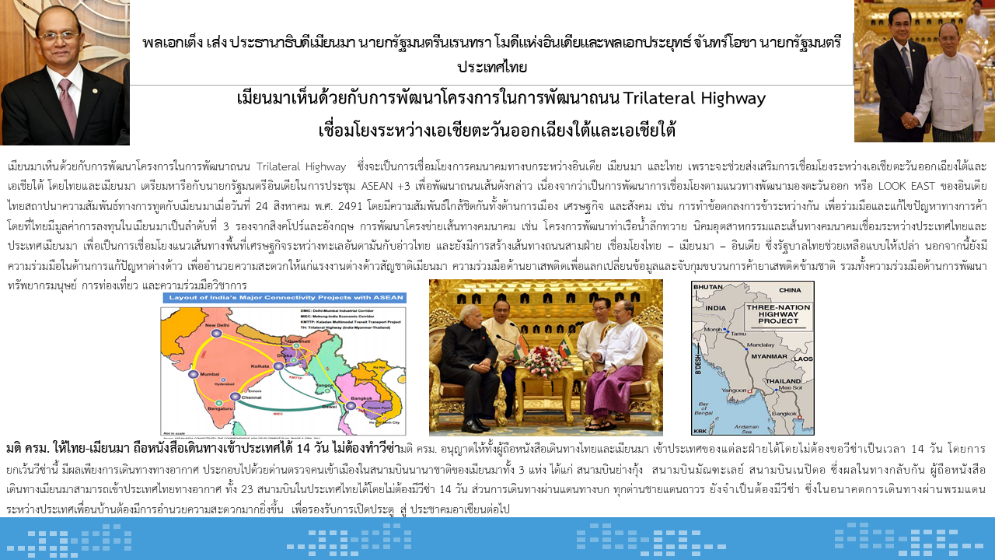 พลเอกเต็ง เส่ง ประธานาธิบดีเมียนมา นายกรัฐมนตรีนเรนทรา โมดีแห่งอินเดียและพลเอกประยุทธ์ จันทร์โอชา นายกรัฐมนตรี
ประเทศไทย
เมียนมาเห็นด้วยกับการพัฒนาโครงการในการพัฒนาถนน Trilateral Highway
เชื่อมโยงระหว่างเอเชียตะวันออกเฉียงใต้และเอเชียใต้
เมียนมาเห็นด้วยกับการพัฒนาโครงการในการพัฒนาถนน Trilateral Highway ซึ่งจะเป็นการเชื่อมโยงการคมนาคมทางบกระหว่างอินเดีย เมียนมา และไทย เพราะจะช่วยส่งเสริมการเชื่อมโยงระหว่างเอเชียตะวันออกเฉียงใต้และ
เอเชียใต้ โดยไทยและเมียนมา เตรียมหารือกับนายกรัฐมนตรีอินเดียในการประชุม ASEAN +3 เพื่อพัฒนาถนนเส้นดังกล่าว เนื่องจากว่าเป็นการพัฒนาการเชื่อมโยงตามแนวทางพัฒนามองตะวันออก หรือ LOOK EAST ของอินเดีย
ไทยสถาปนาความสัมพันธ์ทางการทูตกับเมียนมาเมื่อวันที่ 24 สิงหาคม พ.ศ. 2491 โดยมีความสัมพันธ์ใกล้ชิดกันทั้งด้านการเมือง เศรษฐกิจ และสังคม เช่น การทำข้อตกลงการข้าวระหว่างกัน เพื่อร่วมมือและแก้ไขปัญหาทางการค้า
โดยที่ไทยมีมูลค่าการลงทุนในเมียนมาเป็นลำดับที่ 3 รองจากสิงคโปร์และอังกฤษ การพัฒนาโครงข่ายเส้นทางคมนาคม เช่น โครงการพัฒนาท่าเรือน้ำลึกทวาย นิคมอุตสาหกรรมและเส้นทางคมนาคมเชื่อมระหว่างประเทศไทยและ
ประเทศเมียนมา เพื่อเป็นการเชื่อมโยงแนวเส้นทางพื้นที่เศรษฐกิจระหว่างทะเลอันดามันกับอ่าวไทย และยังมีการสร้างเส้นทางถนนสามฝ่าย เชื่อมโยงไทย – เมียนมา – อินเดีย ซึ่งรัฐบาลไทยช่วยเหลือแบบให้เปล่า นอกจากนี้ยังมี
ความร่วมมือในด้านการแก้ปัญหาต่างด้าว เพื่ออำนวยความสะดวกให้แก่แรงงานต่างด้าวสัญชาติเมียนมา ความร่วมมือด้านยาเสพติดเพื่อแลกเปลี่ยนข้อมูลและจับกุมขบวนการค้ายาเสพติดข้ามชาติ รวมทั้งความร่วมมือด้านการพัฒนา
ทรัพยากรมนุษย์ การท่องเที่ยว และความร่วมมือวิชาการ
Layout of India's Major Connectivity Projects with ASEAN
DMIC: Delhi-Mumbai Industrial Corridor
MIEC: Mekong-India Economic Corridor
KMTTP: Kaladan Multimodal Transit Transport Project
TH: Trilateral Highway (India-Myanmar-Thailand)
New Delhi
Kolkata
Dhaka
Mumbai
Hyderabad
Chennai
Bengaluru
Yangon
Dawei
Bangkok
BHUTAN
CHINA
INDIA
THREE-NATION
HIGHWAY
PROJECT
Moreh
Tamu
Mandalay
B'DESH
MYANMAR
LAOS
THAILAND
Yangoon
Mae Sot
Bay
of
Bengal
Bangkok
Andaman
Sea
KBK
มติ ครม. ให้ไทย-เมียนมา ถือหนังสือเดินทางเข้าประเทศได้ 14 วัน ไม่ต้องทำวีซ่ามติ ครม. อนุญาตให้ทั้งผู้ถือหนังสือเดินทางไทยและเมียนมา เข้าประเทศของแต่ละฝ่ายได้โดยไม่ต้องขอวีซ่าเป็นเวลา 14 วัน โดยการ
ยกเว้นวีซ่านี้ มีผลเพียงการเดินทางทางอากาศ ประกอบไปด้วยด่านตรวจคนเข้าเมืองในสนามบินนานาชาติของเมียนมาทั้ง 3 แห่ง ได้แก่ สนามบินย่างกุ้ง สนามบินมัณฑะเลย์ สนามบินเนปิดอ ซึ่งผลในทางกลับกัน ผู้ถือหนังสือ
เดินทางเมียนมาสามารถเข้าประเทศไทยทางอากาศ ทั้ง 23 สนามบินในประเทศไทยได้โดยไม่ต้องมีวีซ่า 14 วัน ส่วนการเดินทางผ่านแดนทางบก ทุกด่านชายแดนถาวร ยังจำเป็นต้องมีวีซ่า ซึ่งในอนาคตการเดินทางผ่านพรมแดน
ระหว่างประเทศเพื่อนบ้านต้องมีการอำนวยความสะดวกมากยิ่งขึ้น เพื่อรองรับการเปิดประตู สู่ ประชาคมอาเซียนต่อไป